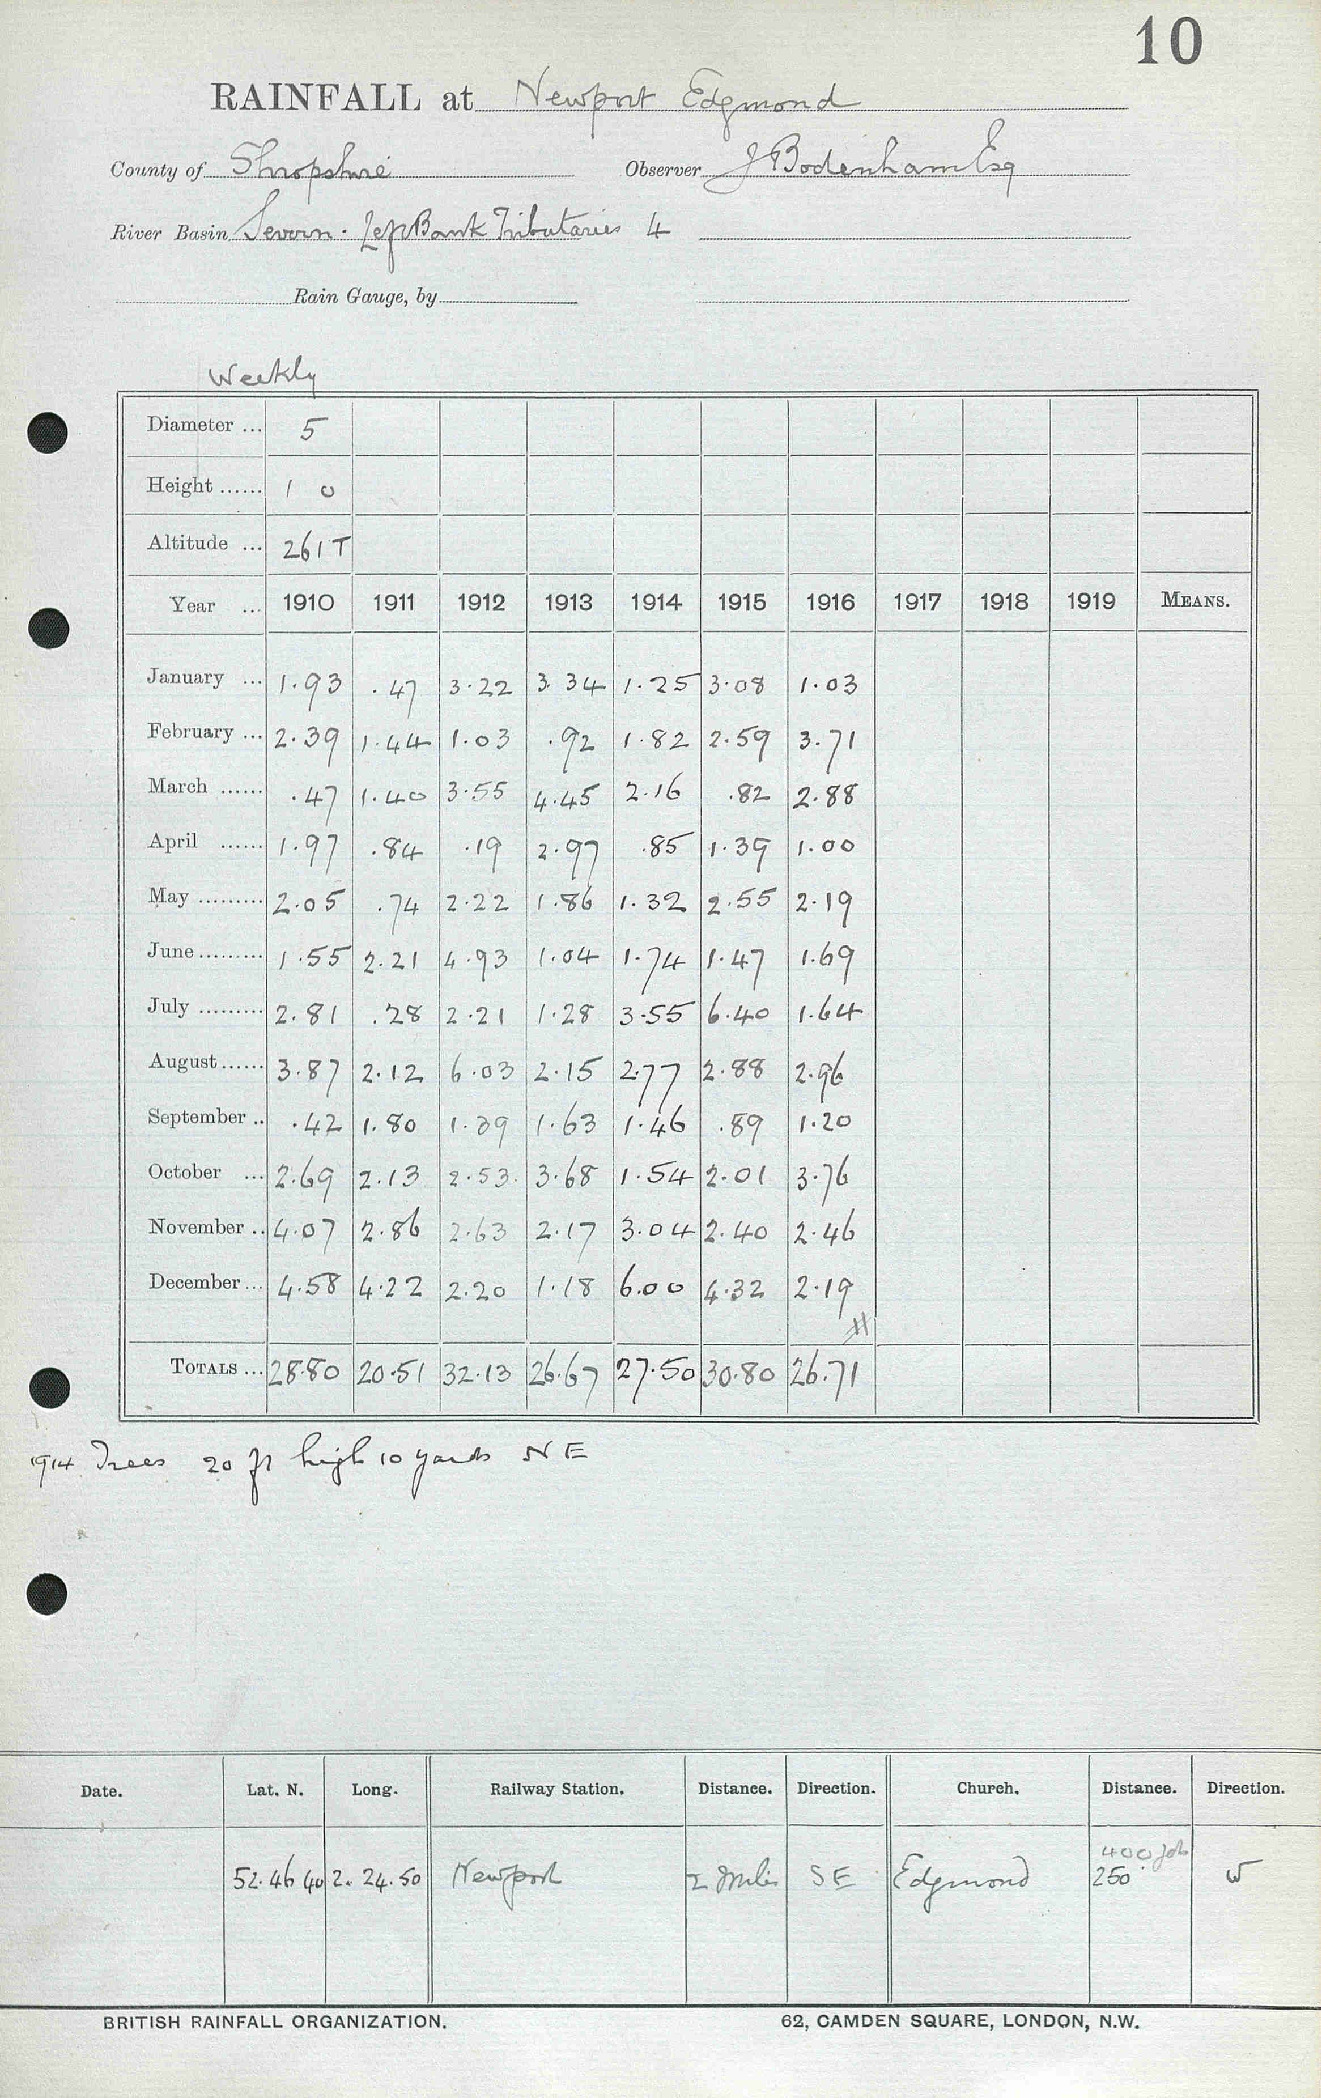 10
RAINFALL at Newport Edgmond
County of Shropshire Observer J Bodenham Esq
River Basin Severn · Left Bank Tributaries 4
Rain Gauge, by
Weekly
Diameter ... 5
Height ...... 1 0
Altitude ... 261 T
Year ... 1910 1911 1912 1913 1914 1915 1916 1917 1918 1919 MEANS.
January ... 1.93 .47 3.22 3.34 1.25 3.08 1.03
February ... 2.39 1.44 1.03 .92 1.82 2.59 3.71
March ...... .47 1.40 3.55 4.45 2.16 .82 2.88
April ...... 1.97 .84 .19 2.97 .85 1.39 1.00
May ......... 2.05 .74 2.22 1.86 1.32 2.55 2.19
June ......... 1.55 2.21 4.93 1.04 1.74 1.47 1.69
July ......... 2.81 .28 2.21 1.28 3.55 6.40 1.64
August ...... 3.87 2.12 6.03 2.15 2.77 2.88 2.96
September .. .42 1.80 1.39 1.63 1.46 .89 1.20
October ... 2.69 2.13 2.53 3.68 1.54 2.01 3.76
November .. 4.07 2.86 2.63 2.17 3.04 2.40 2.46
December ... 4.58 4.22 2.20 1.18 6.00 4.32 2.19
TOTALS ... 28.80 20.51 32.13 26.67 27.50 30.80 26.71
1914 Trees 20 ft high 10 yards NE
Date. Lat. N. Long. Railway Station. Distance. Direction. Church. Distance. Direction.
400 yds
52.46 40 2. 24.50 Newport 2 Miles SE Edgmond 250 W
BRITISH RAINFALL ORGANIZATION. 62, CAMDEN SQUARE, LONDON, N.W.